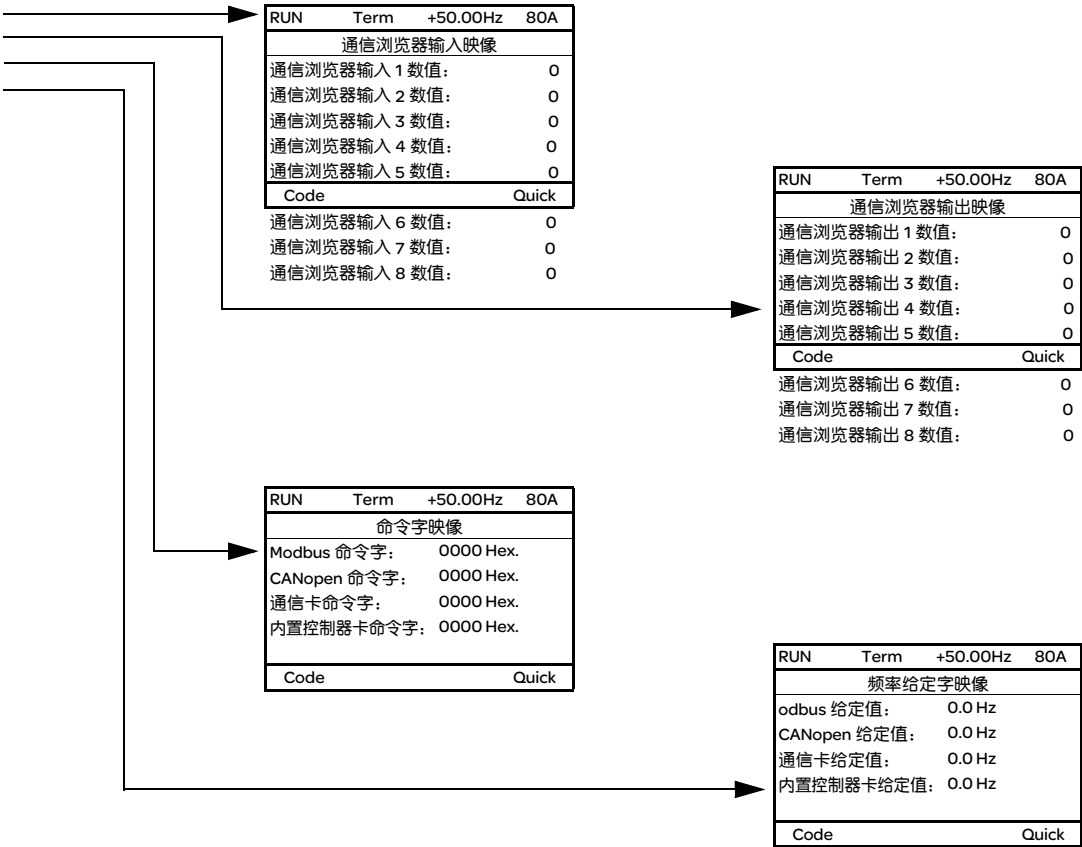 RUN Term +50.00Hz 80A
通信浏览器输入映像
通信浏览器输入 1 数值： 0
通信浏览器输入 2 数值： 0
通信浏览器输入 3 数值： 0
通信浏览器输入 4 数值： 0
通信浏览器输入 5 数值： 0
Code Quick
通信浏览器输入 6 数值： 0
通信浏览器输入 7 数值： 0
通信浏览器输入 8 数值： 0
RUN Term +50.00Hz 80A
通信浏览器输出映像
通信浏览器输出 1 数值： 0
通信浏览器输出 2 数值： 0
通信浏览器输出 3 数值： 0
通信浏览器输出 4 数值： 0
通信浏览器输出 5 数值： 0
Code Quick
通信浏览器输出 6 数值： 0
通信浏览器输出 7 数值： 0
通信浏览器输出 8 数值： 0
RUN Term +50.00Hz 80A
命令字映像
Modbus 命令字： 0000 Hex.
CANopen 命令字： 0000 Hex.
通信卡命令字： 0000 Hex.
内置控制器卡命令字： 0000 Hex.
Code Quick
RUN Term +50.00Hz 80A
频率给定字映像
odbus 给定值： 0.0 Hz
CANopen 给定值： 0.0 Hz
通信卡给定值： 0.0 Hz
内置控制器卡给定值： 0.0 Hz
Code Quick